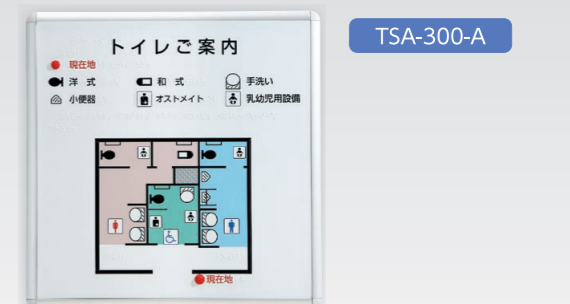 トイレご案内
現在地
洋 式 和 式 手洗い
小便器 オストメイト 乳幼児用設備
現在地
TSA-300-A